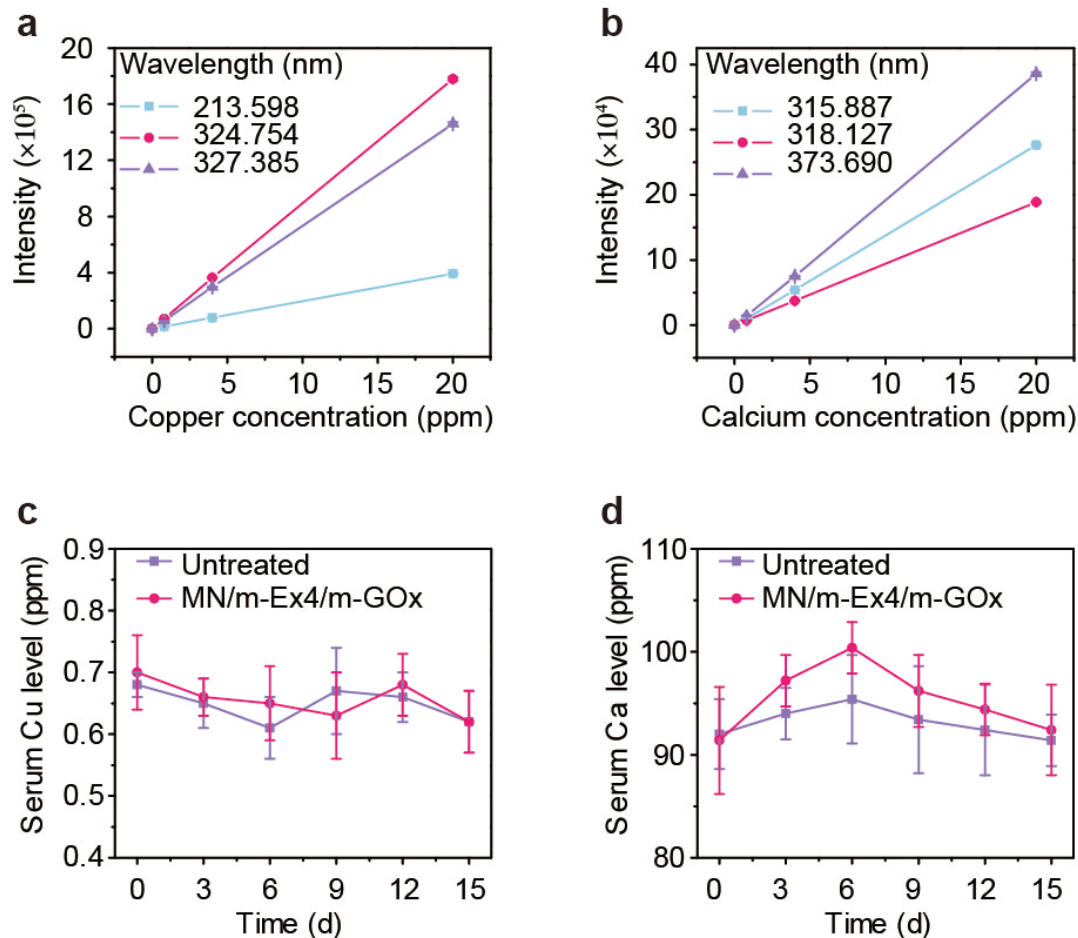 a
20
16
12
8
4
0
Intensity (×10⁵)
Wavelength (nm)
213.598
324.754
327.385
0 5 10 15 20
Copper concentration (ppm)
b
40
30
20
10
0
Intensity (×10⁴)
Wavelength (nm)
315.887
318.127
373.690
0 5 10 15 20
Calcium concentration (ppm)
c
0.9
0.8
0.7
0.6
0.5
0.4
Serum Cu level (ppm)
Untreated
MN/m-Ex4/m-GOx
0 3 6 9 12 15
Time (d)
d
110
100
90
80
Serum Ca level (ppm)
Untreated
MN/m-Ex4/m-GOx
0 3 6 9 12 15
Time (d)